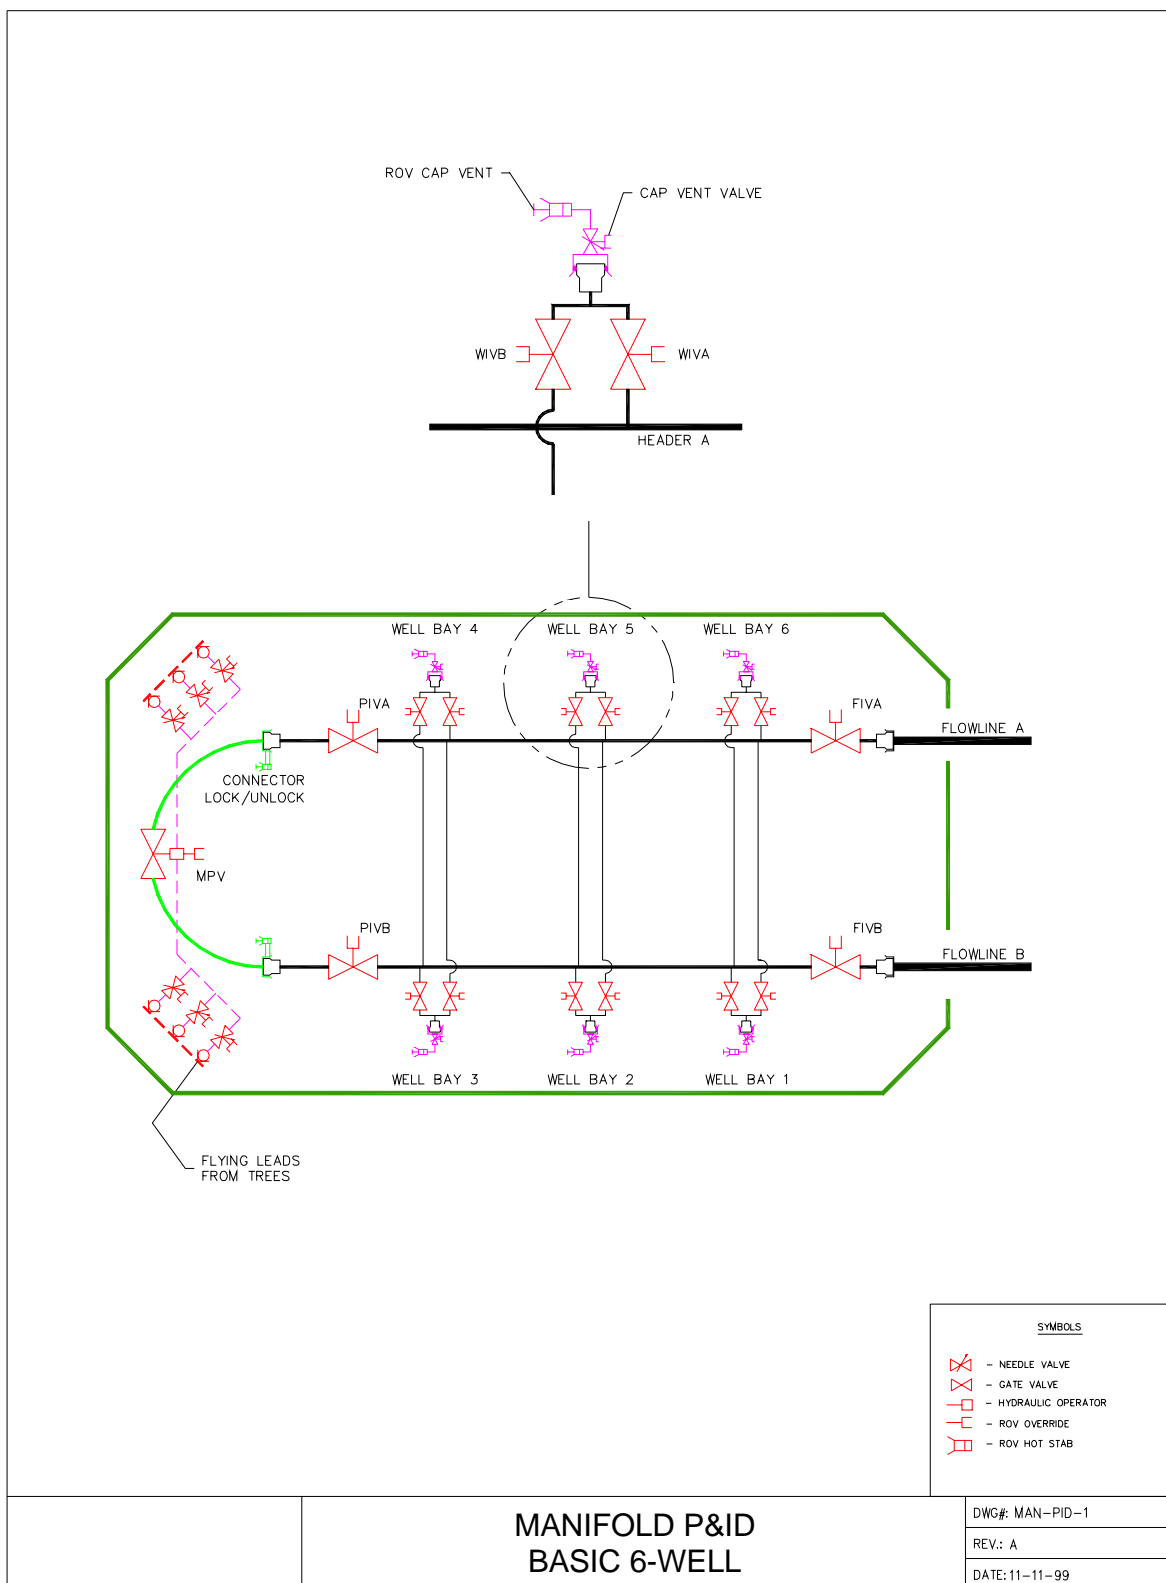 ROV CAP VENT
CAP VENT VALVE
WIVB
WIVA
HEADER A
WELL BAY 4
WELL BAY 5
WELL BAY 6
PIVA
FIVA
FLOWLINE A
CONNECTOR
LOCK/UNLOCK
MPV
PIVB
FIVB
FLOWLINE B
WELL BAY 3
WELL BAY 2
WELL BAY 1
FLYING LEADS
FROM TREES
SYMBOLS
- NEEDLE VALVE
- GATE VALVE
- HYDRAULIC OPERATOR
- ROV OVERRIDE
- ROV HOT STAB
MANIFOLD P&ID
BASIC 6-WELL
DWG#: MAN-PID-1
REV.: A
DATE: 11-11-99